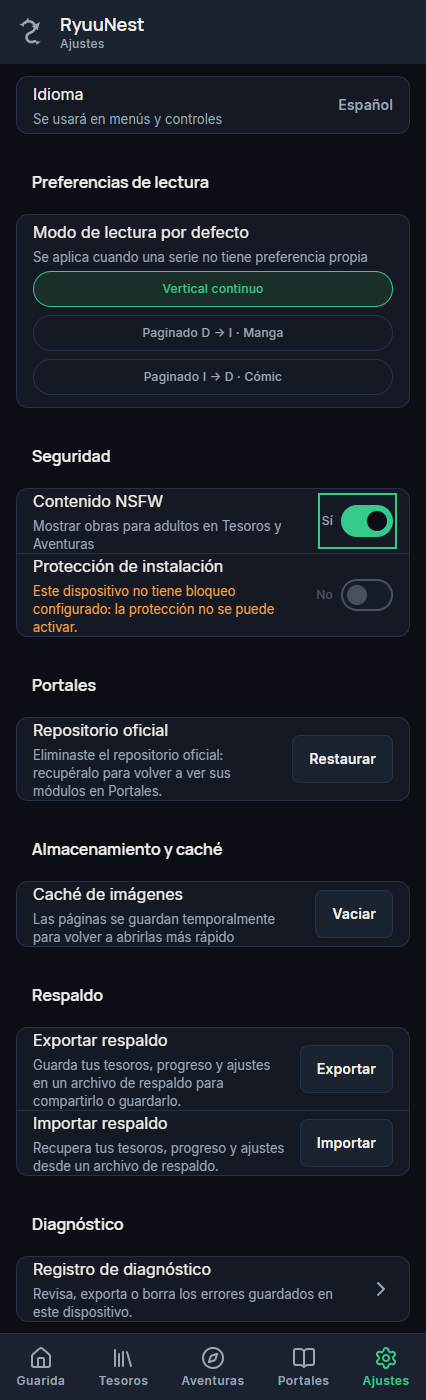 RyuuNest
Ajustes
Idioma
Se usará en menús y controles
Español
Preferencias de lectura
Modo de lectura por defecto
Se aplica cuando una serie no tiene preferencia propia
Vertical continuo
Paginado D → I · Manga
Paginado I → D · Cómic
Seguridad
Contenido NSFW
Mostrar obras para adultos en Tesoros y
Aventuras
Sí
Protección de instalación
Este dispositivo no tiene bloqueo
configurado: la protección no se puede
activar.
No
Portales
Repositorio oficial
Eliminaste el repositorio oficial:
recupéralo para volver a ver sus
módulos en Portales.
Restaurar
Almacenamiento y caché
Caché de imágenes
Las páginas se guardan temporalmente
para volver a abrirlas más rápido
Vaciar
Respaldo
Exportar respaldo
Guarda tus tesoros, progreso y ajustes
en un archivo de respaldo para
compartirlo o guardarlo.
Exportar
Importar respaldo
Recupera tus tesoros, progreso y ajustes
desde un archivo de respaldo.
Importar
Diagnóstico
Registro de diagnóstico
Revisa, exporta o borra los errores guardados en
este dispositivo.
Guarida
Tesoros
Aventuras
Portales
Ajustes